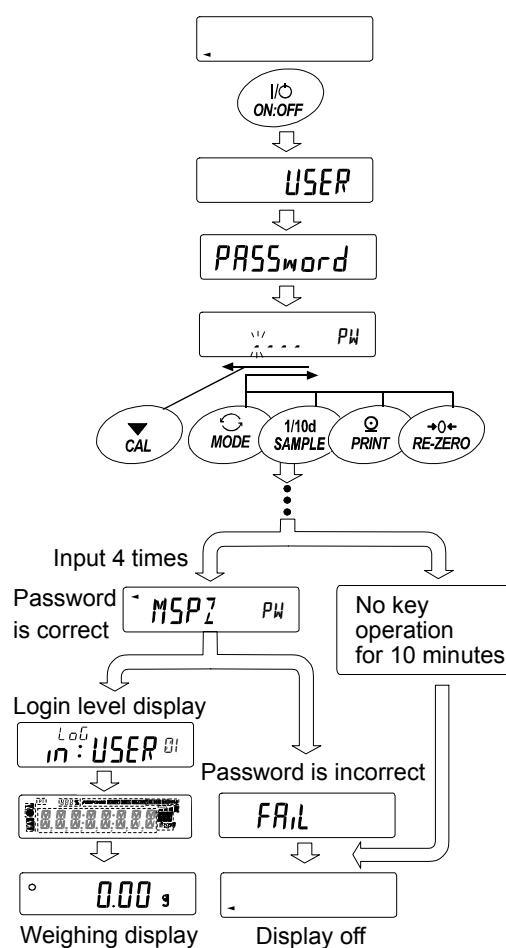 I/⏻
ON:OFF
USER
PASSword
PW
CAL
MODE
1/10d
SAMPLE
PRINT
→0←
RE-ZERO
Input 4 times
Password
is correct
MSPZ PW
No key
operation
for 10 minutes
Login level display
LoG
in:USER 01
Password is incorrect
FAiL
0.00 g
Weighing display
Display off